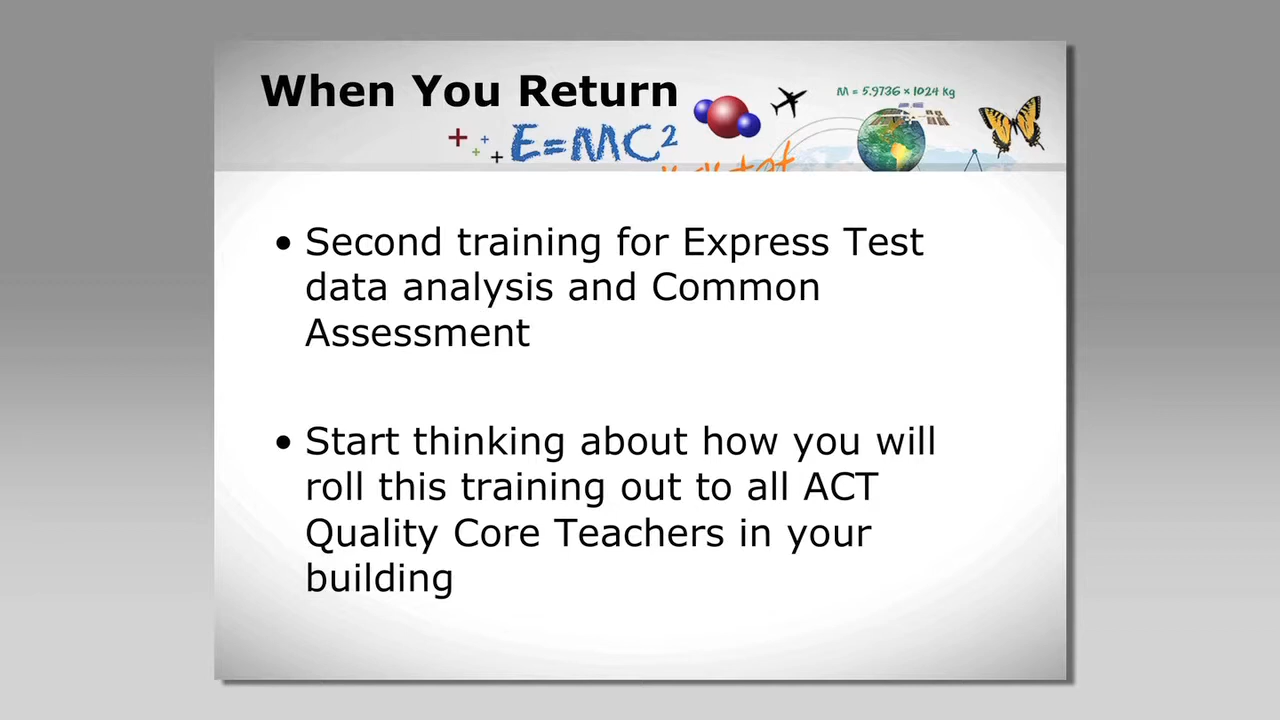 When You Return
M = 5.9736 x 1024 kg
E=MC²
• Second training for Express Test
data analysis and Common
Assessment
• Start thinking about how you will
roll this training out to all ACT
Quality Core Teachers in your
building